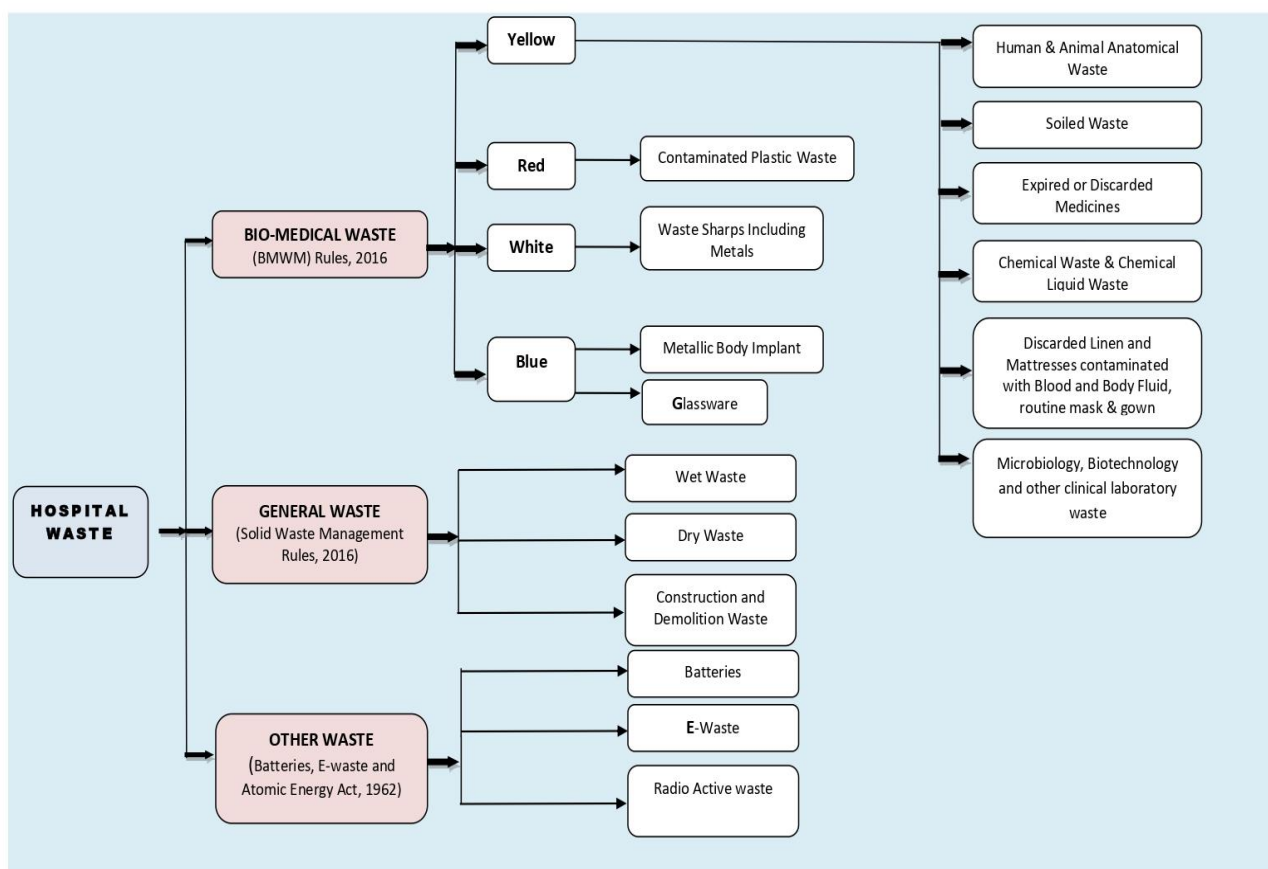 HOSPITAL
WASTE
BIO-MEDICAL WASTE
(BMWM) Rules, 2016
Yellow
Human & Animal Anatomical
Waste
Soiled Waste
Expired or Discarded
Medicines
Chemical Waste & Chemical
Liquid Waste
Discarded Linen and
Mattresses contaminated
with Blood and Body Fluid,
routine mask & gown
Microbiology, Biotechnology
and other clinical laboratory
waste
Red
Contaminated Plastic Waste
White
Waste Sharps Including
Metals
Blue
Metallic Body Implant
Glassware
GENERAL WASTE
(Solid Waste Management
Rules, 2016)
Wet Waste
Dry Waste
Construction and
Demolition Waste
OTHER WASTE
(Batteries, E-waste and
Atomic Energy Act, 1962)
Batteries
E-Waste
Radio Active waste